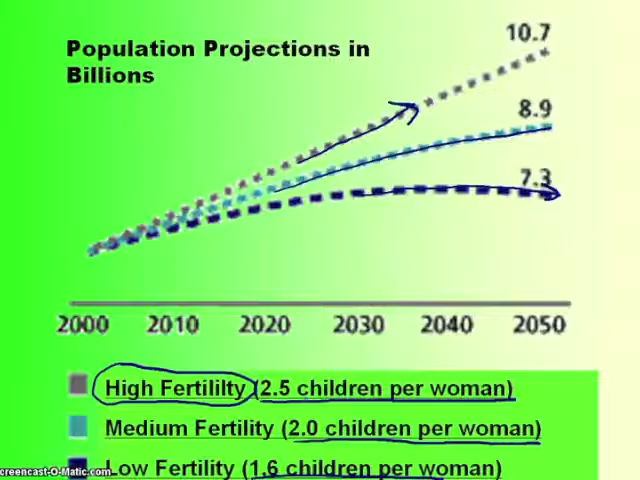 Population Projections in
Billions
10.7
8.9
7.3
2000 2010 2020 2030 2040 2050
High Fertililty (2.5 children per woman)
Medium Fertility (2.0 children per woman)
Low Fertility (1.6 children per woman)
creencast-O-Matic.com